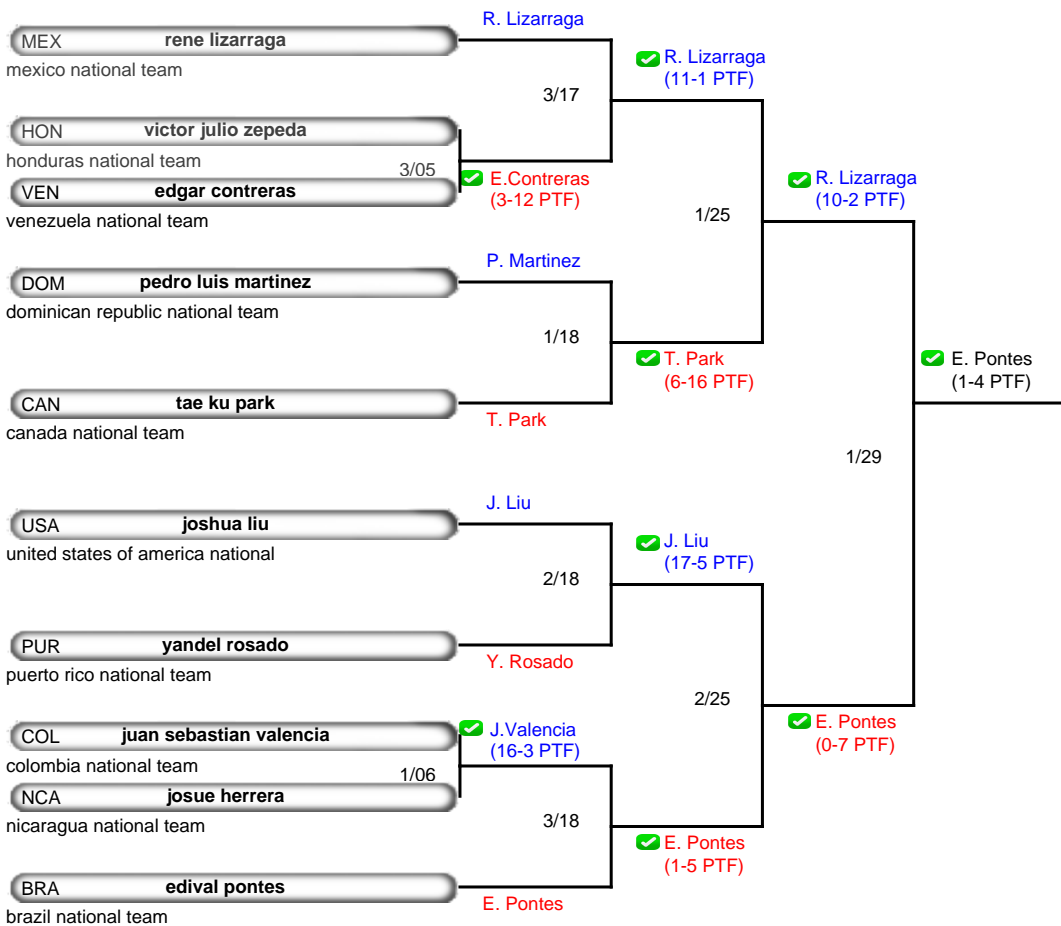 R. Lizarraga
MEX rene lizarraga
mexico national team
R. Lizarraga
(11-1 PTF)
3/17
HON victor julio zepeda
honduras national team
3/05
E.Contreras
(3-12 PTF)
VEN edgar contreras
venezuela national team
R. Lizarraga
(10-2 PTF)
1/25
P. Martinez
DOM pedro luis martinez
dominican republic national team
1/18
T. Park
(6-16 PTF)
E. Pontes
(1-4 PTF)
CAN tae ku park
canada national team
T. Park
1/29
J. Liu
USA joshua liu
united states of america national
J. Liu
(17-5 PTF)
2/18
PUR yandel rosado
puerto rico national team
Y. Rosado
2/25
E. Pontes
(0-7 PTF)
COL juan sebastian valencia
colombia national team
J.Valencia
(16-3 PTF)
1/06
NCA josue herrera
nicaragua national team
3/18
E. Pontes
(1-5 PTF)
BRA edival pontes
brazil national team
E. Pontes